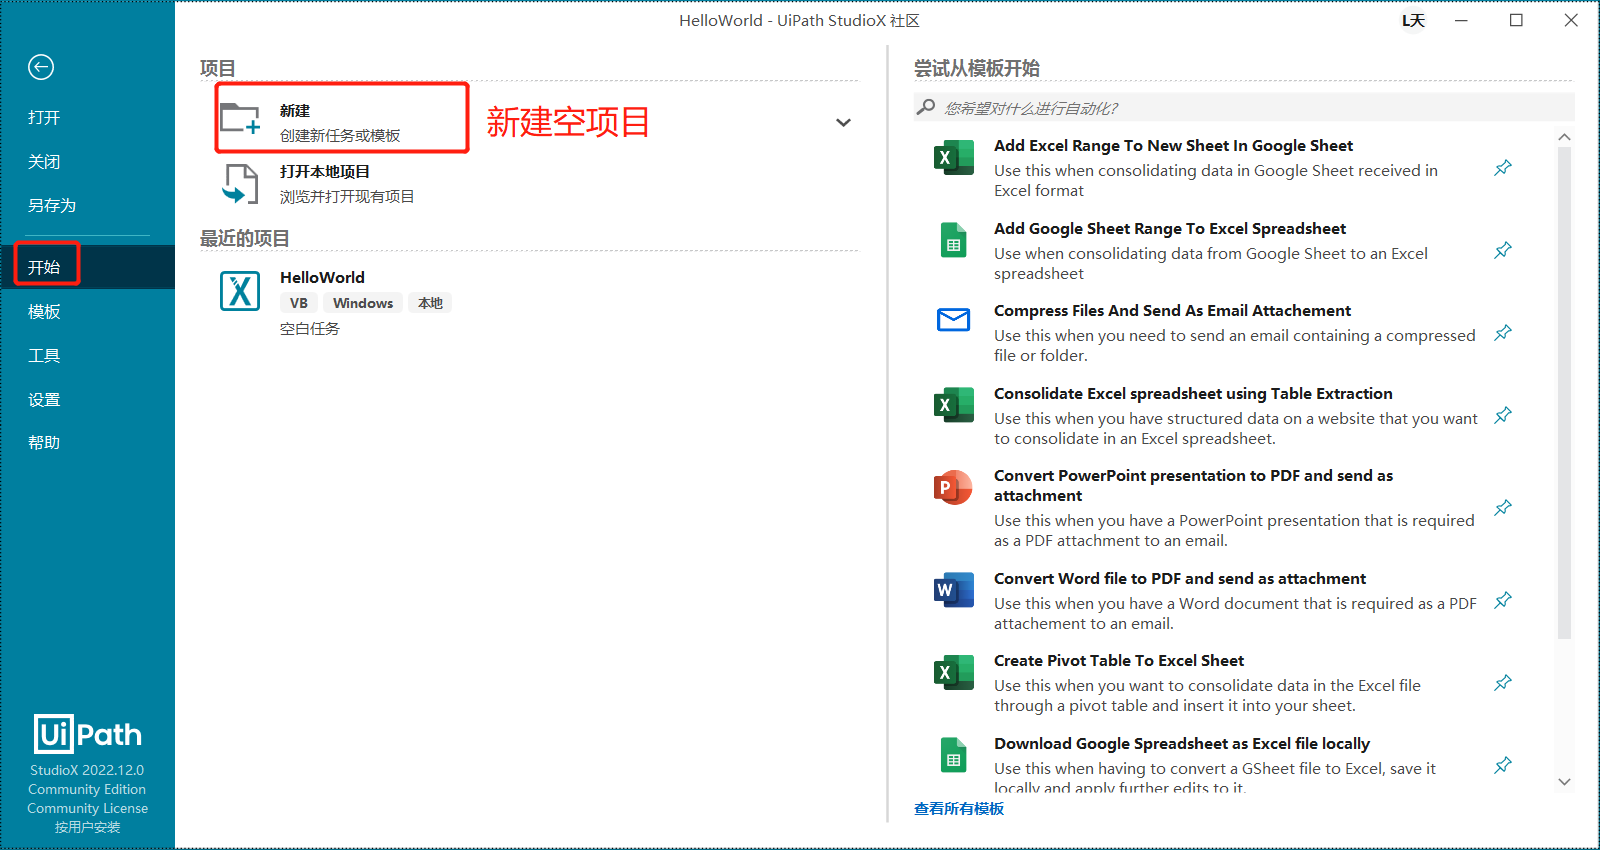 HelloWorld - UiPath StudioX 社区
L天
打开
关闭
另存为
开始
模板
工具
设置
帮助
UiPath
StudioX 2022.12.0
Community Edition
Community License
按用户安装
项目
新建
创建新任务或模板
新建空项目
打开本地项目
浏览并打开现有项目
最近的项目
HelloWorld
VB Windows 本地
空白任务
尝试从模板开始
您希望对什么进行自动化?
Add Excel Range To New Sheet In Google Sheet
Use this when consolidating data in Google Sheet received in
Excel format
Add Google Sheet Range To Excel Spreadsheet
Use when consolidating data from Google Sheet to an Excel
spreadsheet
Compress Files And Send As Email Attachement
Use this when you need to send an email containing a compressed
file or folder.
Consolidate Excel spreadsheet using Table Extraction
Use this when you have structured data on a website that you want
to consolidate in an Excel spreadsheet.
Convert PowerPoint presentation to PDF and send as
attachment
Use this when you have a PowerPoint presentation that is required
as a PDF attachment to an email.
Convert Word file to PDF and send as attachment
Use this when you have a Word document that is required as a PDF
attachement to an email.
Create Pivot Table To Excel Sheet
Use this when you want to consolidate data in the Excel file
through a pivot table and insert it into your sheet.
Download Google Spreadsheet as Excel file locally
Use this when having to convert a GSheet file to Excel, save it
locally and apply further edits to it.
查看所有模板